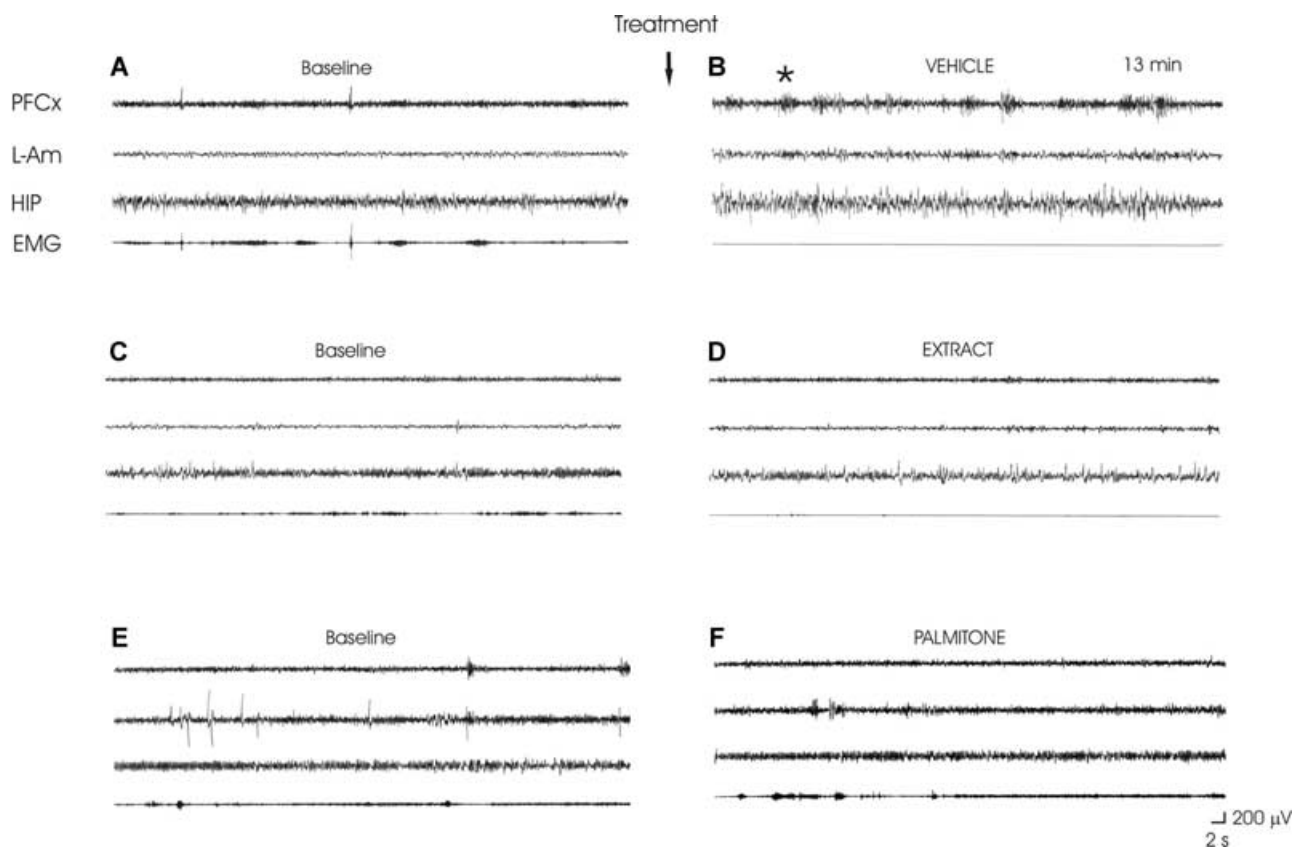 Treatment
A Baseline
B * VEHICLE 13 min
PFCx
L-Am
HIP
EMG
C Baseline
D EXTRACT
E Baseline
F PALMITONE
200 µV
2 s